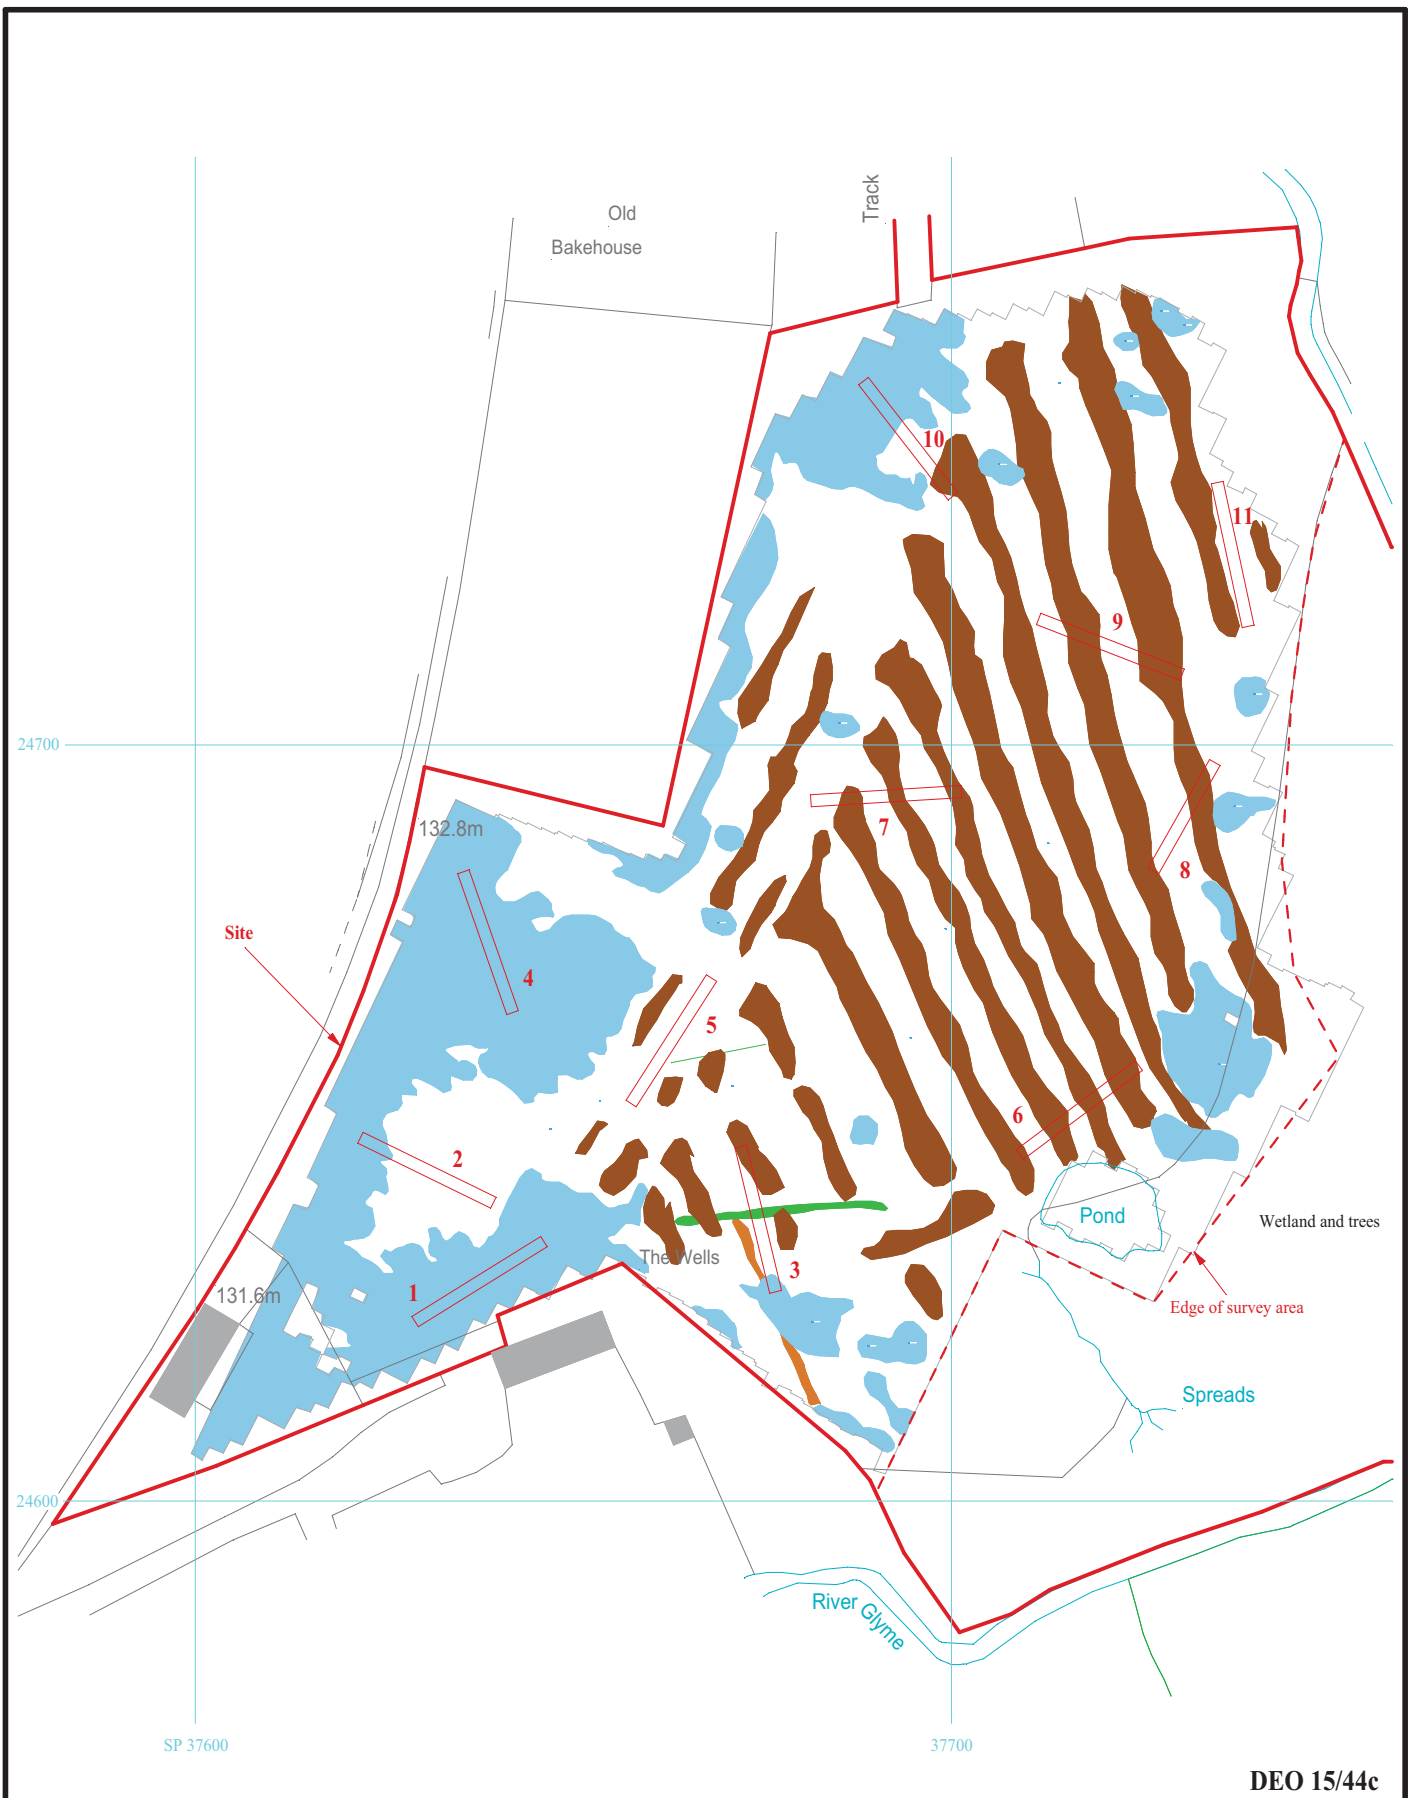 Track
Old
Bakehouse
10
11
9
24700
132.8m
7
8
Site
4
5
6
2
Pond
Wetland and trees
The Wells
3
1
131.6m
Edge of survey area
Spreads
24600
River Glyme
SP 37600
37700
DEO 15/44c